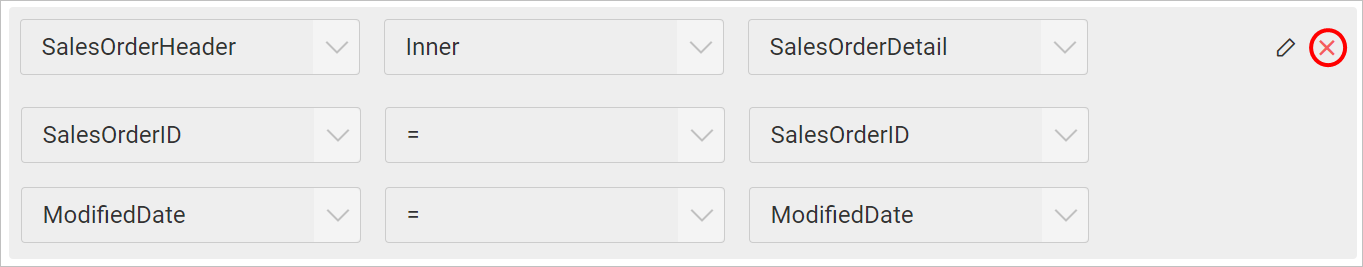 SalesOrderHeader Inner SalesOrderDetail
SalesOrderID = SalesOrderID
ModifiedDate = ModifiedDate